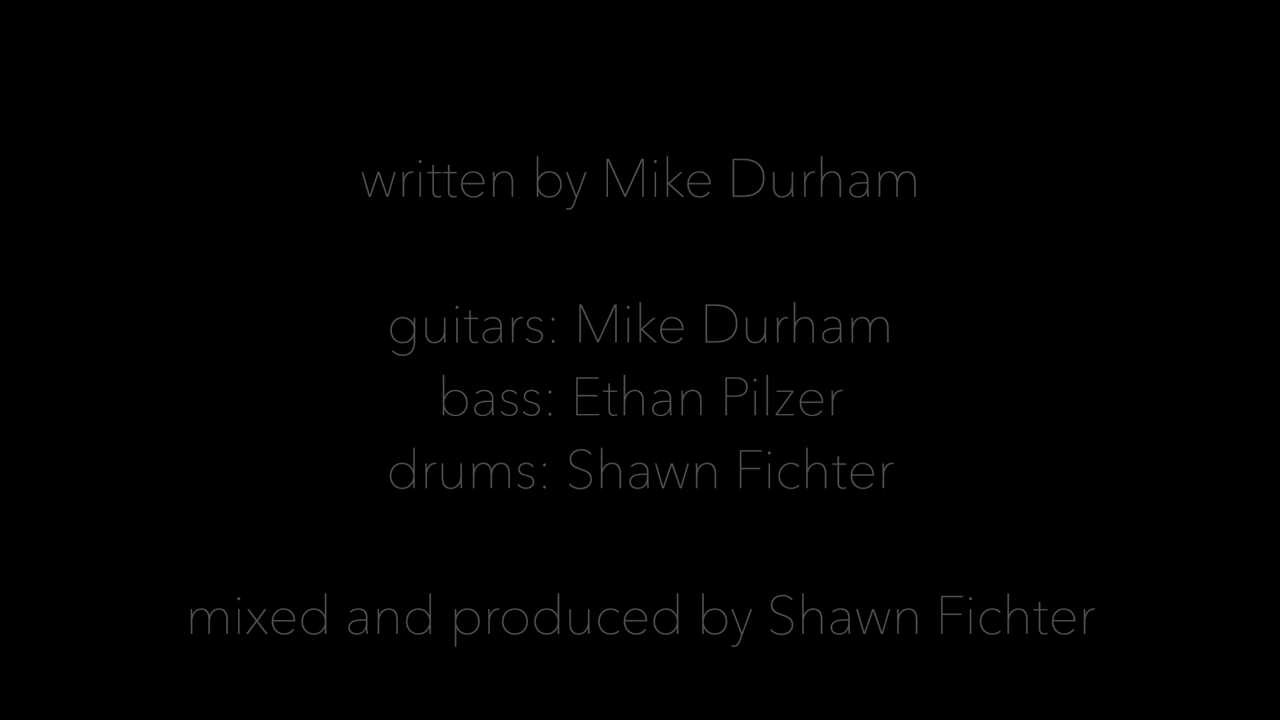 written by Mike Durham
guitars: Mike Durham
bass: Ethan Pilzer
drums: Shawn Fichter
mixed and produced by Shawn Fichter